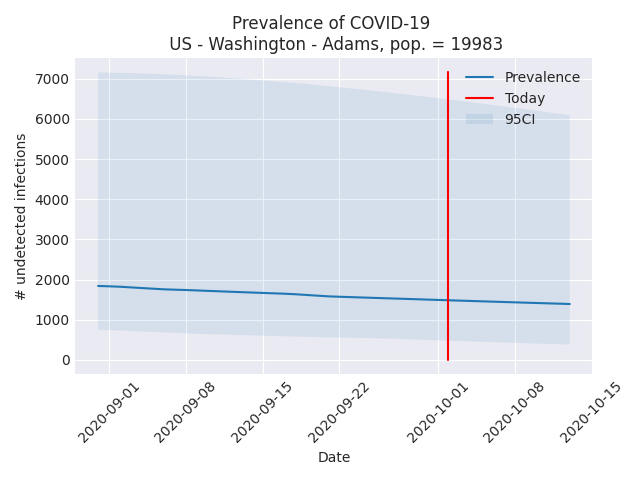 Prevalence of COVID-19
US - Washington - Adams, pop. = 19983
# undetected infections
7000
6000
5000
4000
3000
2000
1000
0
Prevalence
Today
95CI
2020-09-01
2020-09-08
2020-09-15
2020-09-22
2020-10-01
2020-10-08
2020-10-15
Date